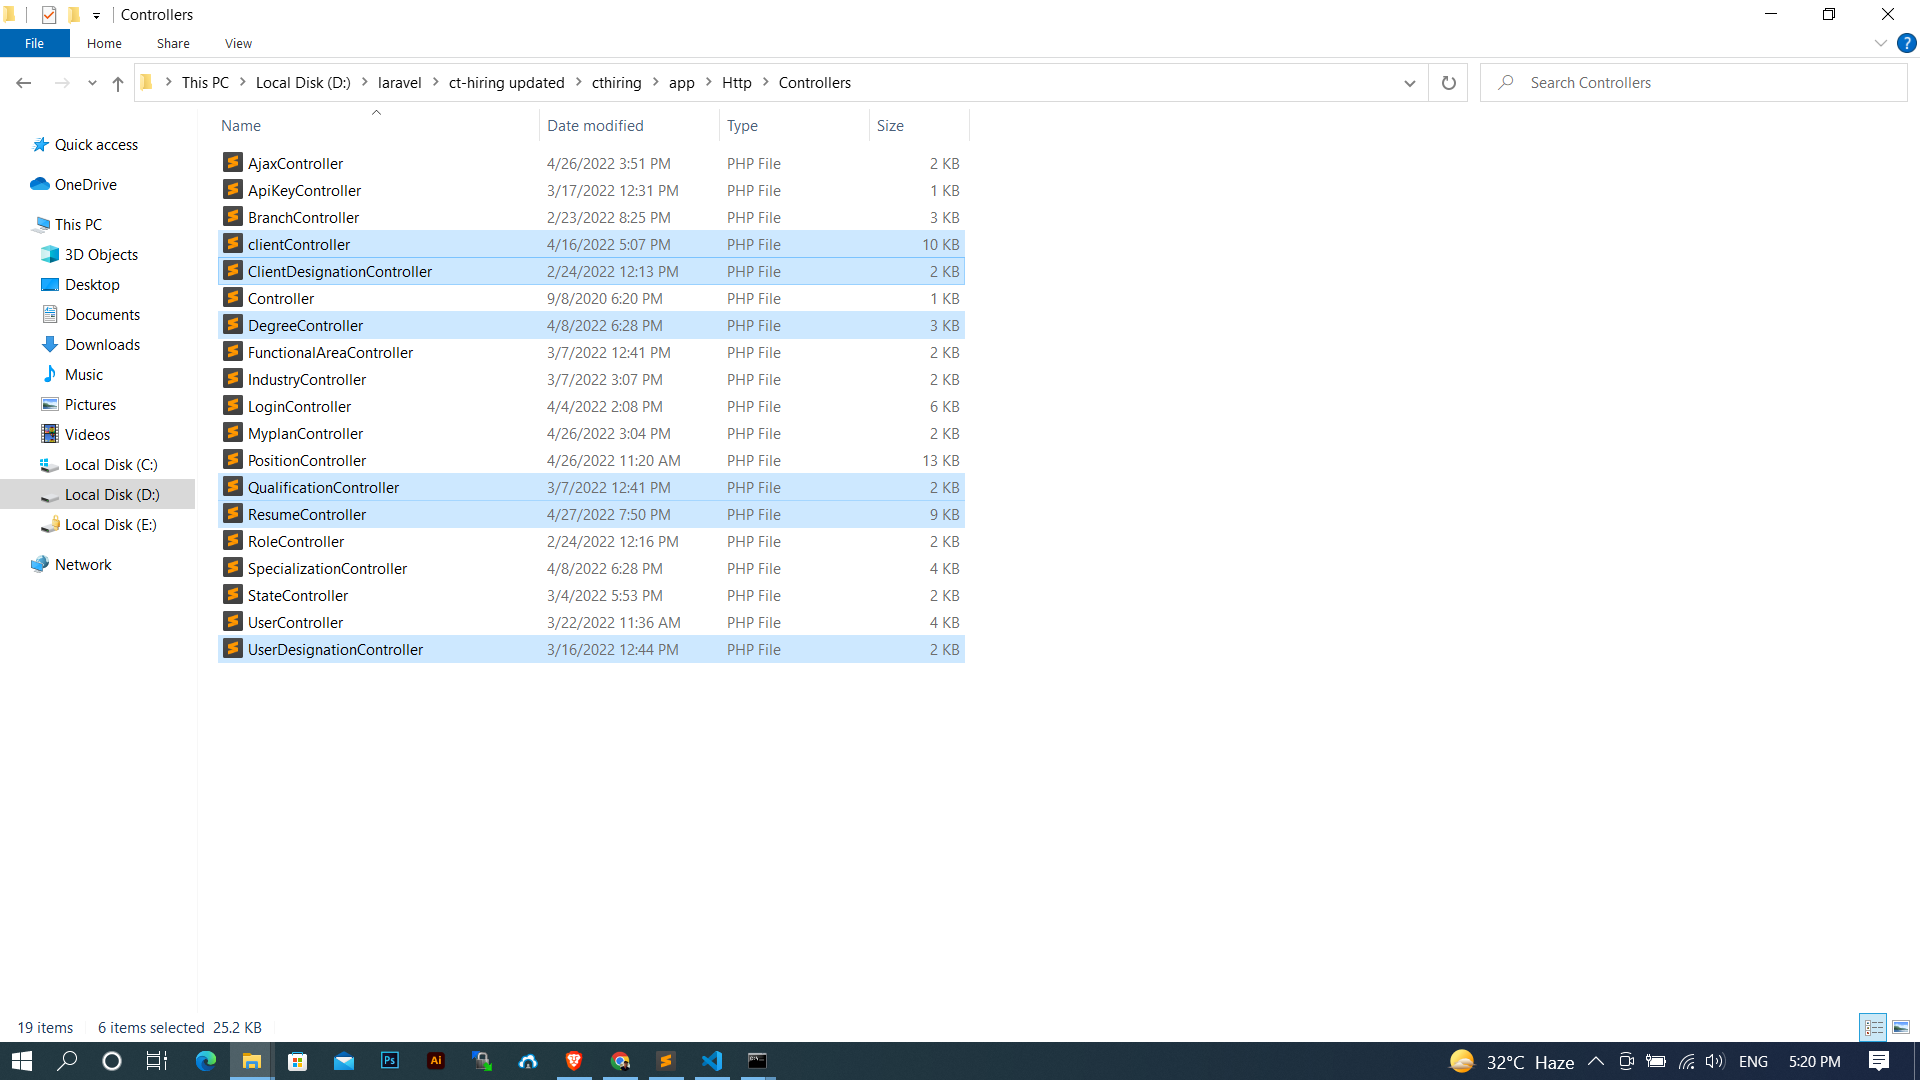 Controllers
File Home Share View
This PC Local Disk (D:) laravel ct-hiring updated cthiring app Http Controllers Search Controllers
Name Date modified Type Size
Quick access
OneDrive
This PC
3D Objects
Desktop
Documents
Downloads
Music
Pictures
Videos
Local Disk (C:)
Local Disk (D:)
Local Disk (E:)
Network
AjaxController 4/26/2022 3:51 PM PHP File 2 KB
ApiKeyController 3/17/2022 12:31 PM PHP File 1 KB
BranchController 2/23/2022 8:25 PM PHP File 3 KB
clientController 4/16/2022 5:07 PM PHP File 10 KB
ClientDesignationController 2/24/2022 12:13 PM PHP File 2 KB
Controller 9/8/2020 6:20 PM PHP File 1 KB
DegreeController 4/8/2022 6:28 PM PHP File 3 KB
FunctionalAreaController 3/7/2022 12:41 PM PHP File 2 KB
IndustryController 3/7/2022 3:07 PM PHP File 2 KB
LoginController 4/4/2022 2:08 PM PHP File 6 KB
MyplanController 4/26/2022 3:04 PM PHP File 2 KB
PositionController 4/26/2022 11:20 AM PHP File 13 KB
QualificationController 3/7/2022 12:41 PM PHP File 2 KB
ResumeController 4/27/2022 7:50 PM PHP File 9 KB
RoleController 2/24/2022 12:16 PM PHP File 2 KB
SpecializationController 4/8/2022 6:28 PM PHP File 4 KB
StateController 3/4/2022 5:53 PM PHP File 2 KB
UserController 3/22/2022 11:36 AM PHP File 4 KB
UserDesignationController 3/16/2022 12:44 PM PHP File 2 KB
19 items 6 items selected 25.2 KB
Ps Ai 32°C Haze ENG 5:20 PM